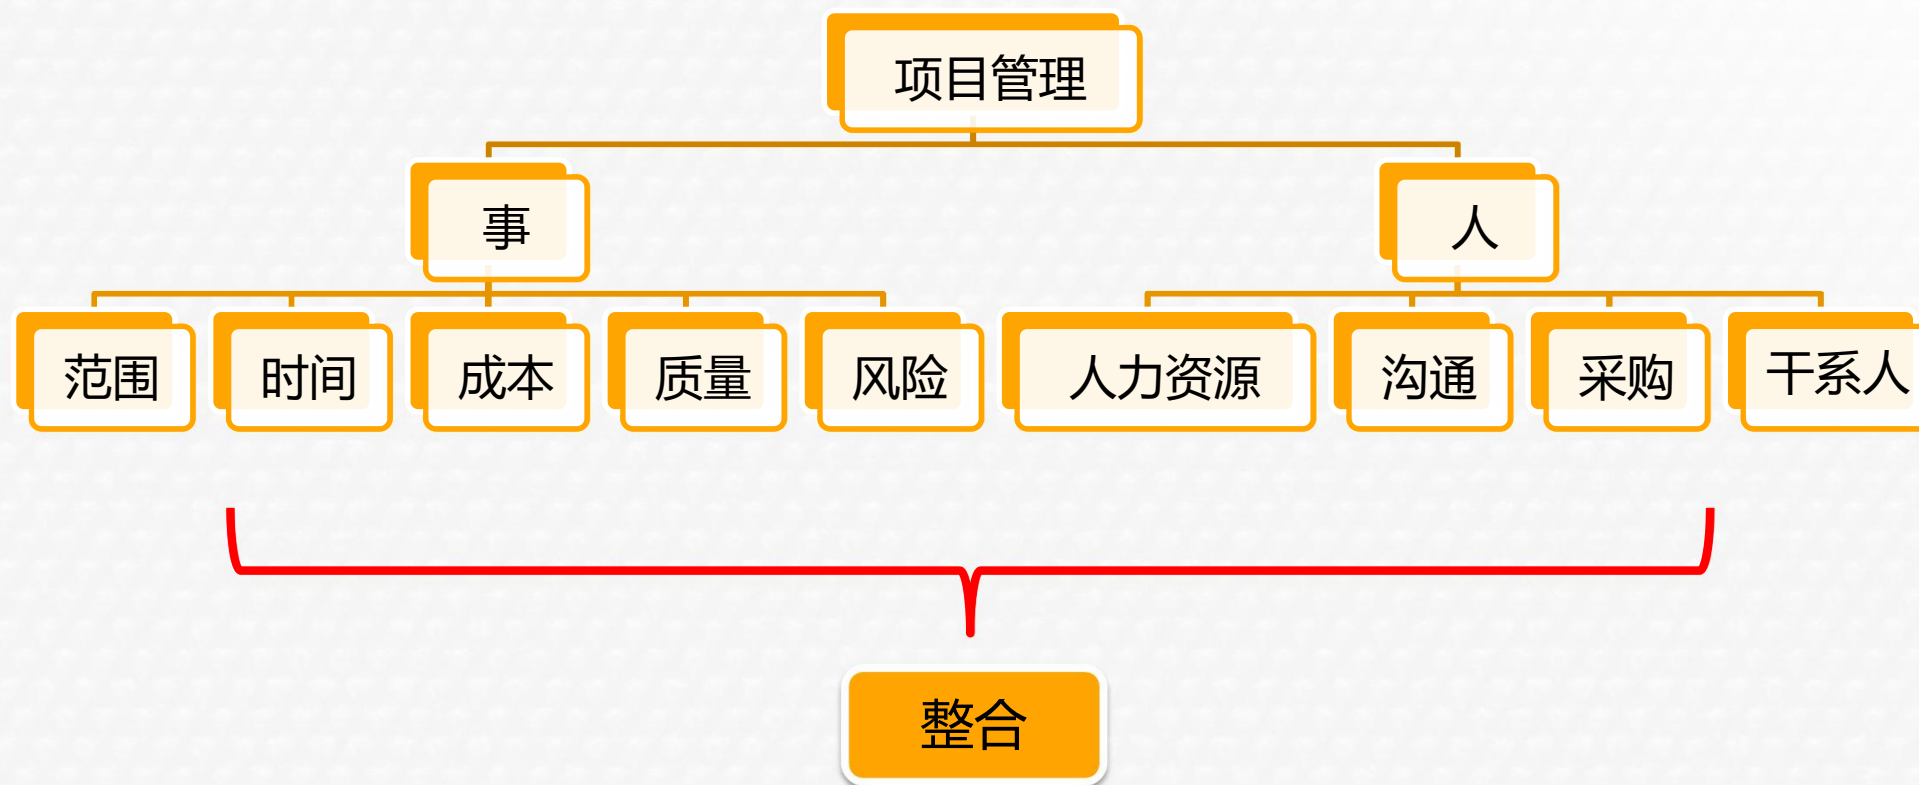 项目管理
事
人
范围
时间
成本
质量
风险
人力资源
沟通
采购
干系人
整合